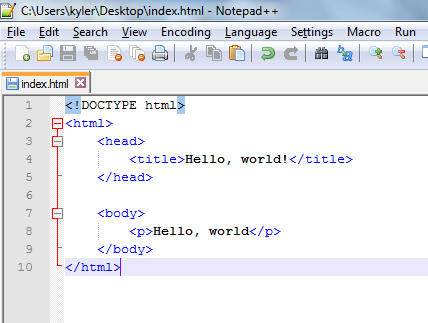 C:\Users\kyler\Desktop\index.html - Notepad++
File Edit Search View Encoding Language Settings Macro Run
index.html
1 <!DOCTYPE html>
2 <html>
3 <head>
4 <title>Hello, world!</title>
5 </head>
6
7 <body>
8 <p>Hello, world</p>
9 </body>
10 </html>